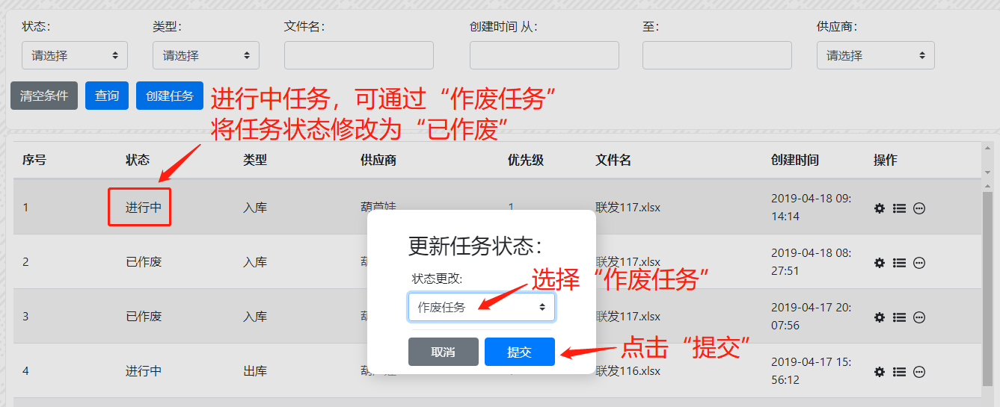 状态: 类型: 文件名: 创建时间 从: 至: 供应商:
请选择 请选择 请选择
清空条件 查询 创建任务
进行中任务，可通过“作废任务”
将任务状态修改为“已作废”
序号 状态 类型 供应商 优先级 文件名 创建时间 操作
1 进行中 入库 葫芦娃 1 联发117.xlsx 2019-04-18 09:
14:14
更新任务状态：
2 已作废 入库 联发117.xlsx 2019-04-18 08:
27:51
状态更改:
选择“作废任务”
作废任务
3 已作废 入库 联发117.xlsx 2019-04-17 20:
07:56
取消 提交
点击“提交”
4 进行中 出库 联发116.xlsx 2019-04-17 15:
56:12